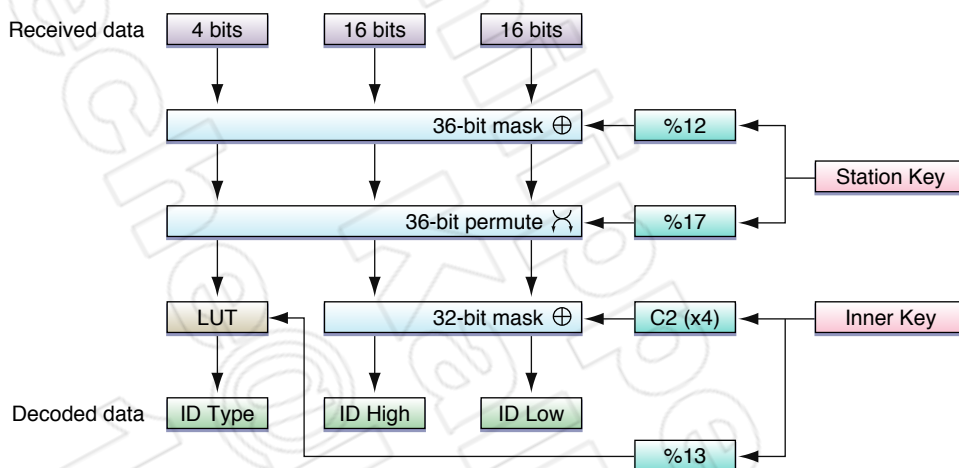 Received data 4 bits 16 bits 16 bits
36-bit mask ⊕ %12
Station Key
36-bit permute %17
LUT 32-bit mask ⊕ C2 (x4) Inner Key
Decoded data ID Type ID High ID Low
%13